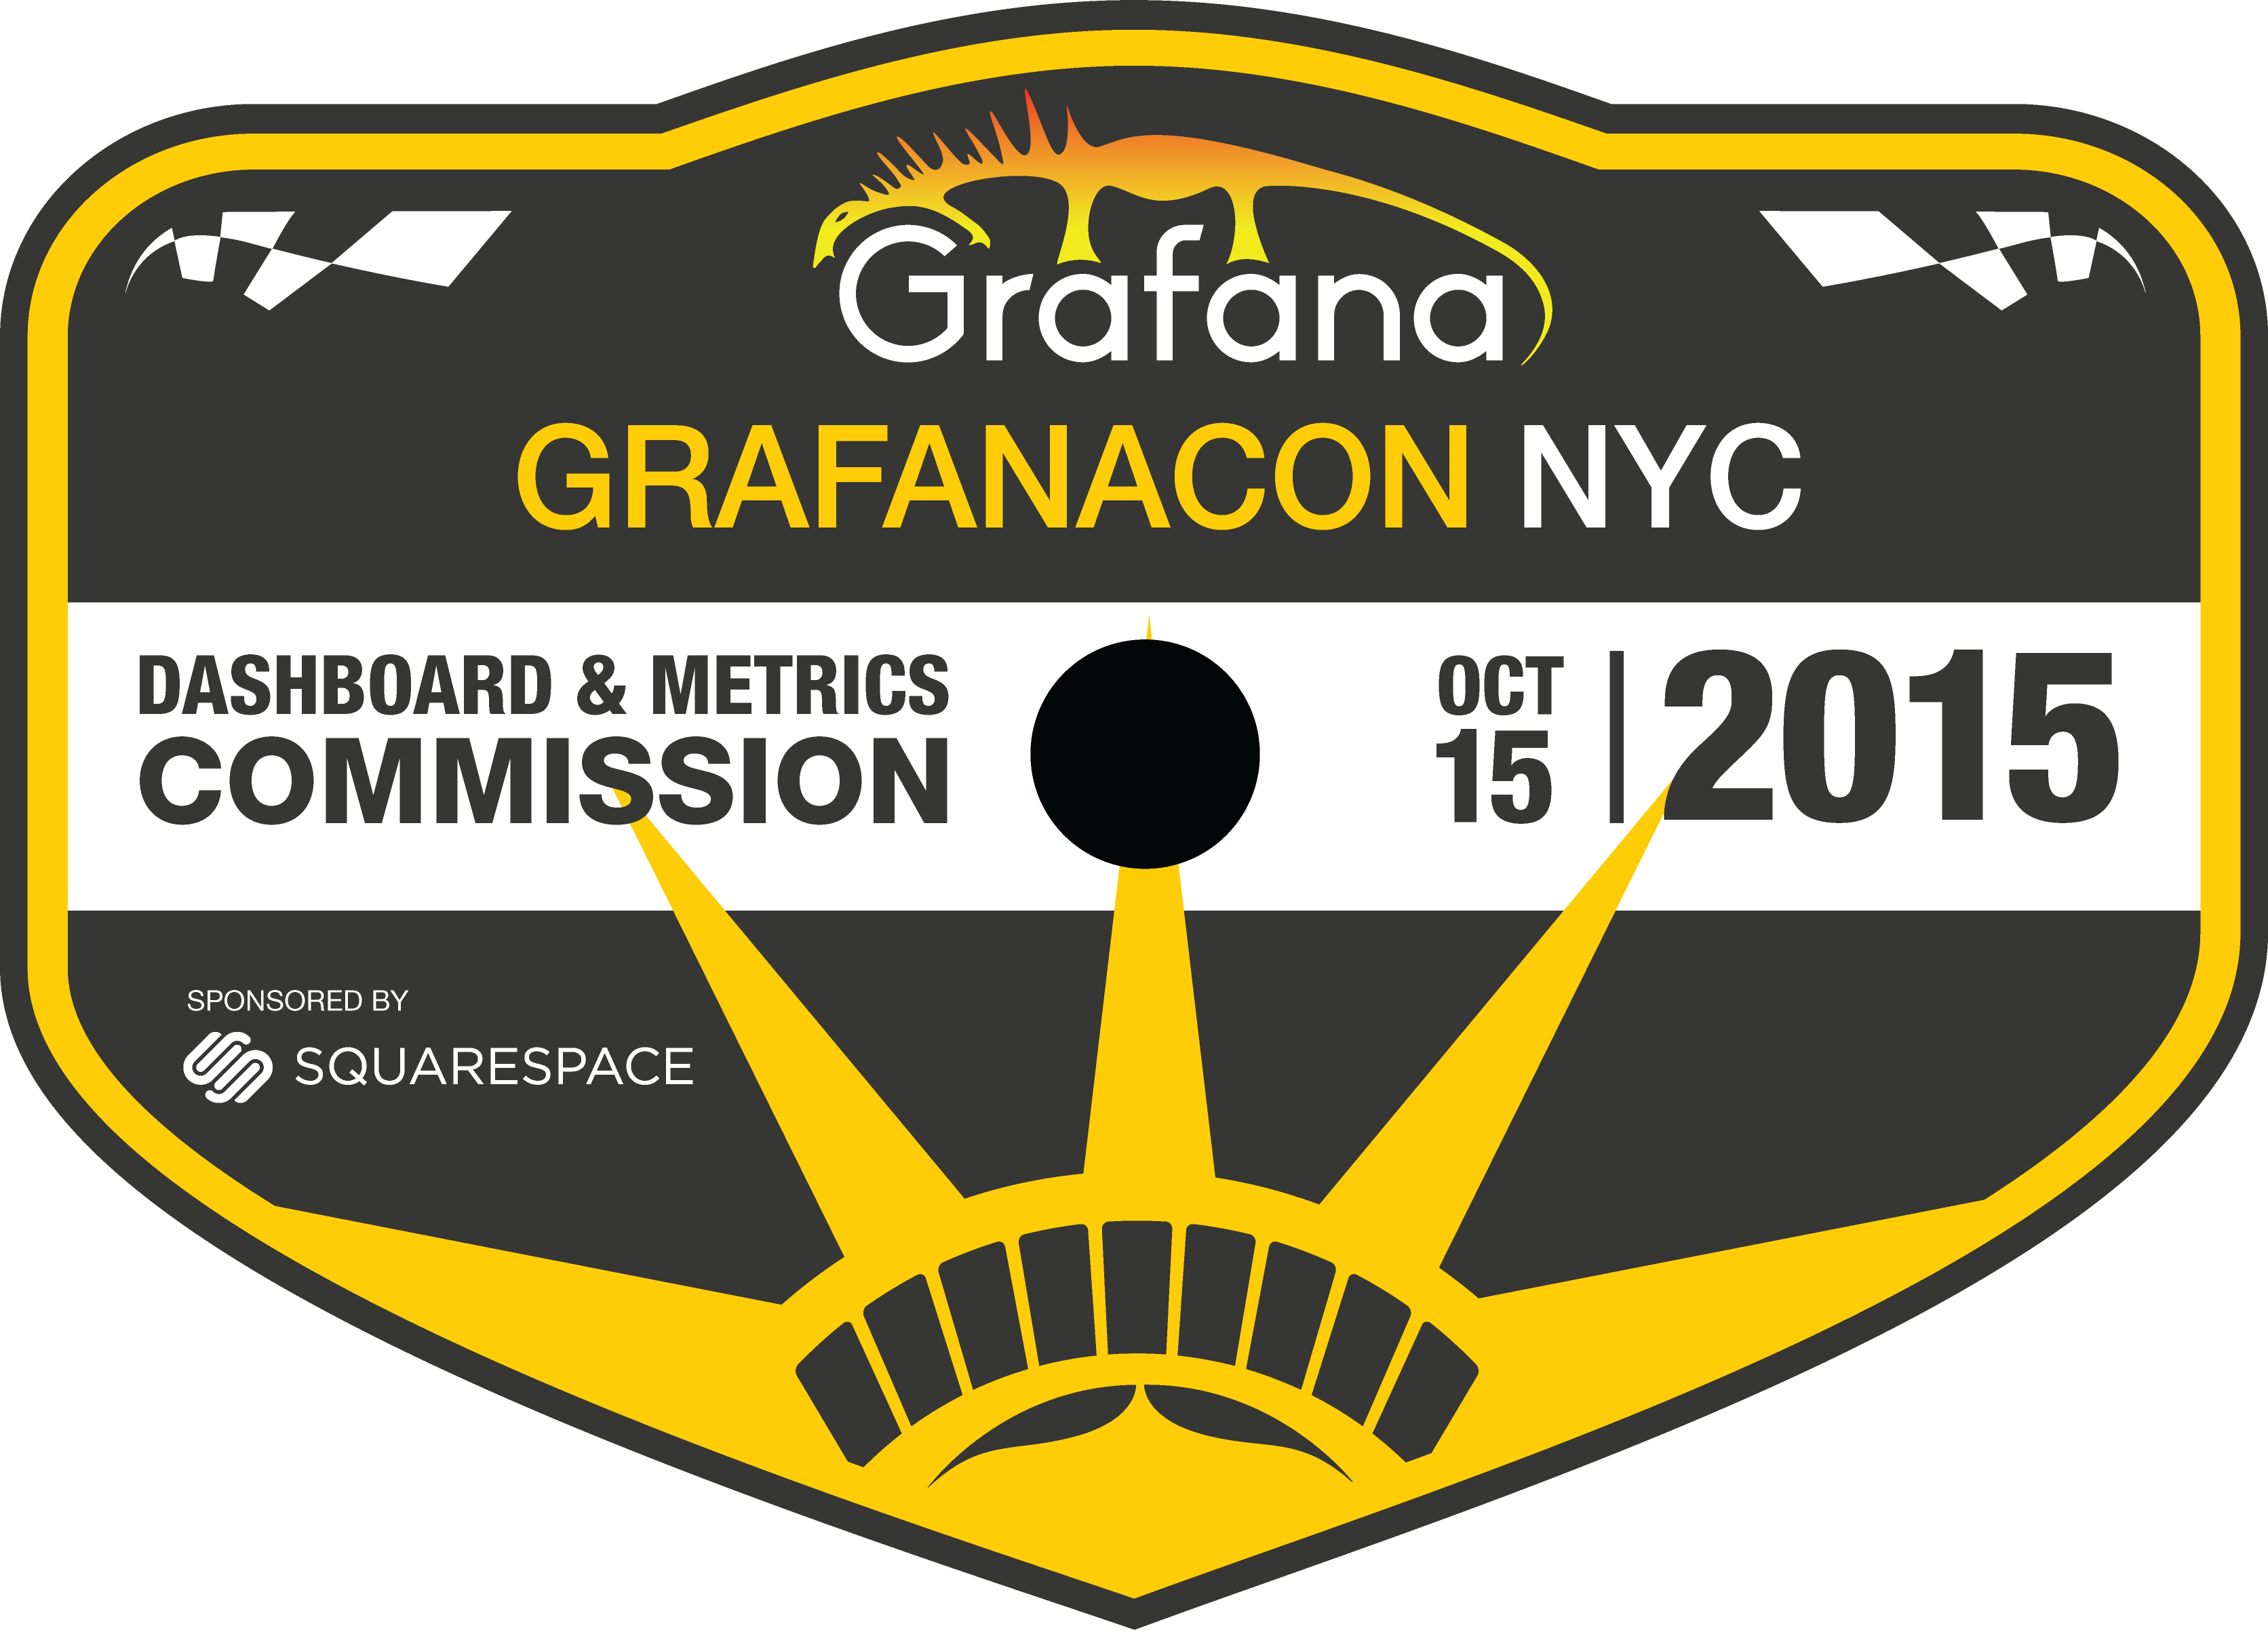 Grafana
GRAFANACON NYC
DASHBOARD & METRICS
COMMISSION
OCT
15
2015
SPONSORED BY
SQUARESPACE